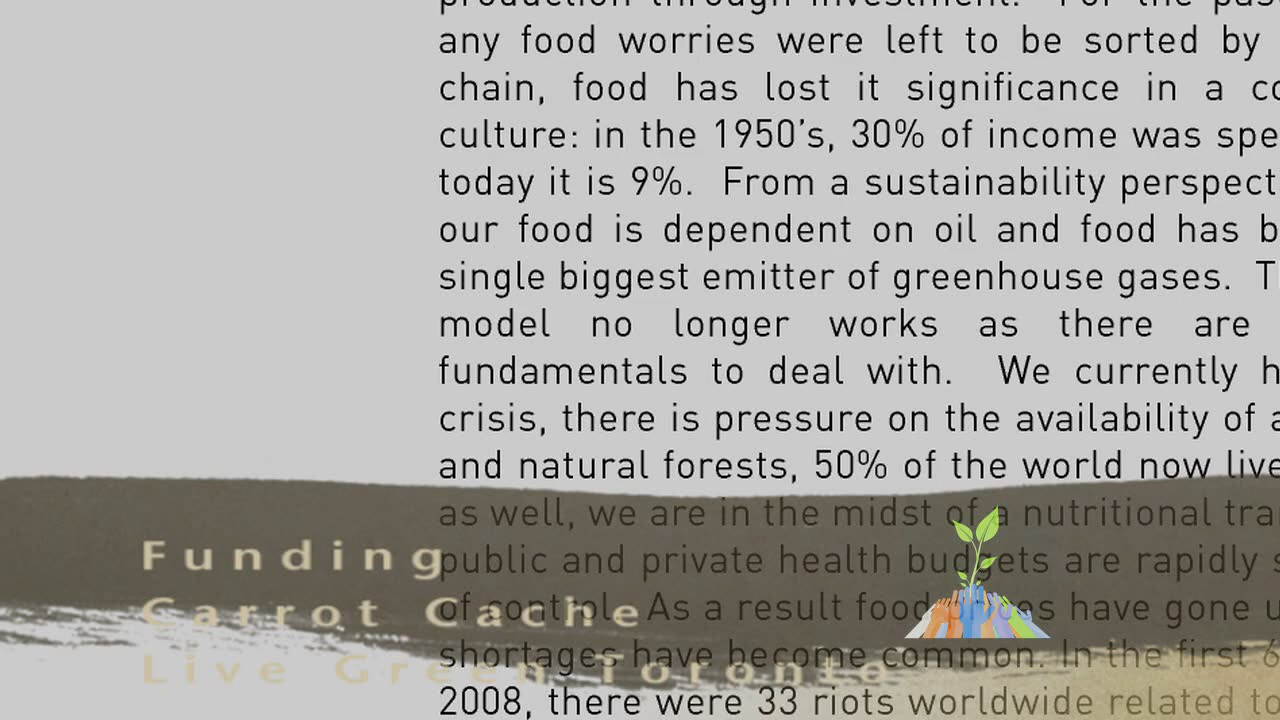 production through investment. For the pas
any food worries were left to be sorted by
chain, food has lost it significance in a co
culture: in the 1950's, 30% of income was spe
today it is 9%. From a sustainability perspect
our food is dependent on oil and food has b
single biggest emitter of greenhouse gases. T
model no longer works as there are
fundamentals to deal with. We currently h
crisis, there is pressure on the availability of a
and natural forests, 50% of the world now live
as well, we are in the midst of a nutritional tra
public and private health budgets are rapidly s
of control. As a result food prices have gone u
shortages have become common. In the first 6
2008, there were 33 riots worldwide related to
Funding
Carrot Cache
Live Green Toronto